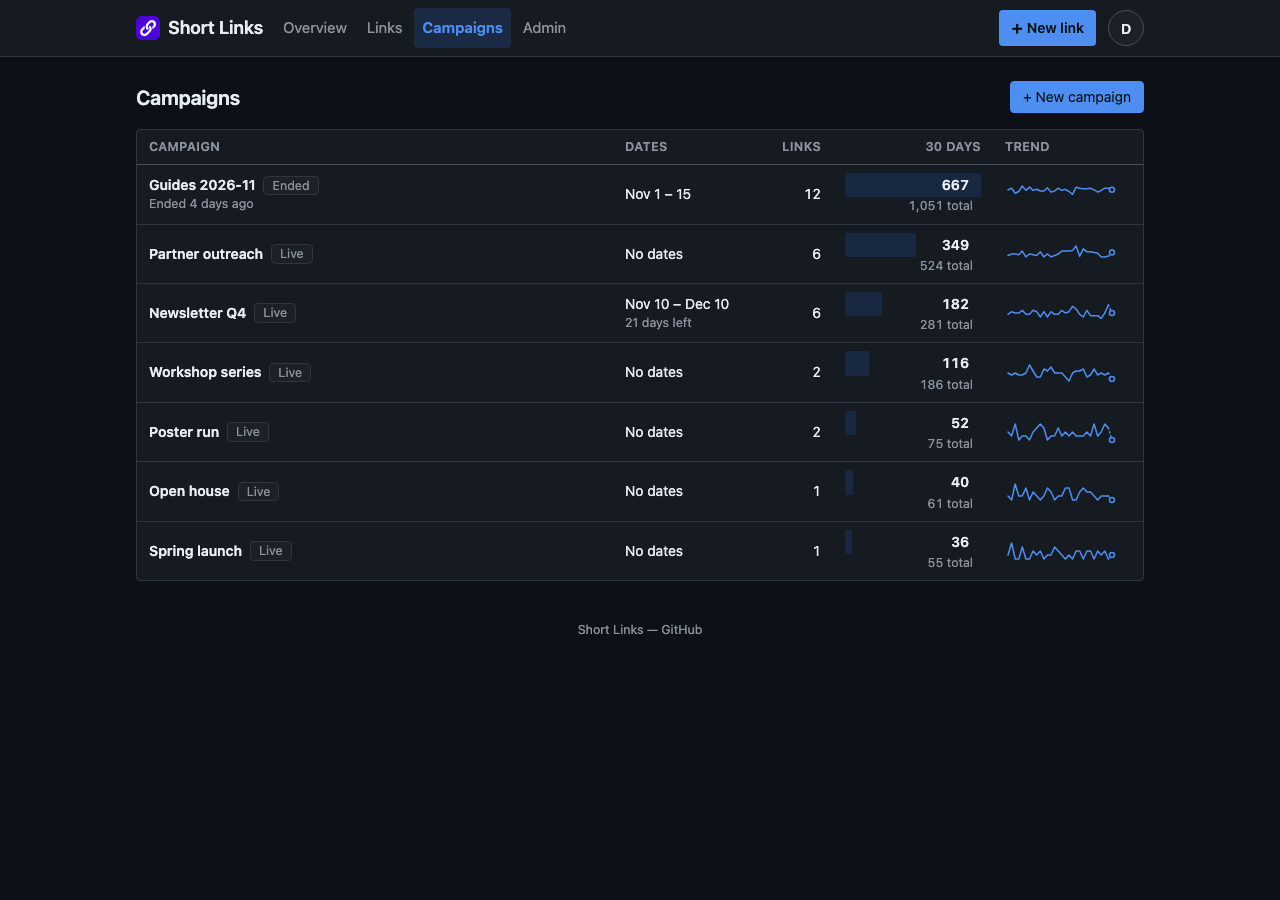 Short Links Overview Links Campaigns Admin + New link D
Campaigns + New campaign
CAMPAIGN DATES LINKS 30 DAYS TREND
Guides 2026-11 Ended Nov 1 – 15 12 667
Ended 4 days ago 1,051 total
Partner outreach Live No dates 6 349
524 total
Newsletter Q4 Live Nov 10 – Dec 10 6 182
21 days left 281 total
Workshop series Live No dates 2 116
186 total
Poster run Live No dates 2 52
75 total
Open house Live No dates 1 40
61 total
Spring launch Live No dates 1 36
55 total
Short Links — GitHub